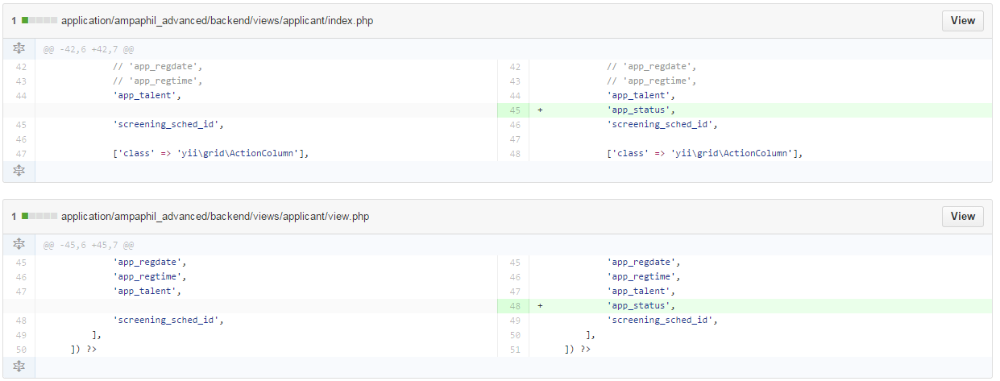 1 application/ampaphil_advanced/backend/views/applicant/index.php View
@@ -42,6 +42,7 @@
42 // 'app_regdate', 42 // 'app_regdate',
43 // 'app_regtime', 43 // 'app_regtime',
44 'app_talent', 44 'app_talent',
45 + 'app_status',
45 'screening_sched_id', 46 'screening_sched_id',
46 47
47 ['class' => 'yii\grid\ActionColumn'], 48 ['class' => 'yii\grid\ActionColumn'],
1 application/ampaphil_advanced/backend/views/applicant/view.php View
@@ -45,6 +45,7 @@
45 'app_regdate', 45 'app_regdate',
46 'app_regtime', 46 'app_regtime',
47 'app_talent', 47 'app_talent',
48 + 'app_status',
48 'screening_sched_id', 49 'screening_sched_id',
49 ], 50 ],
50 ]) ?> 51 ]) ?>